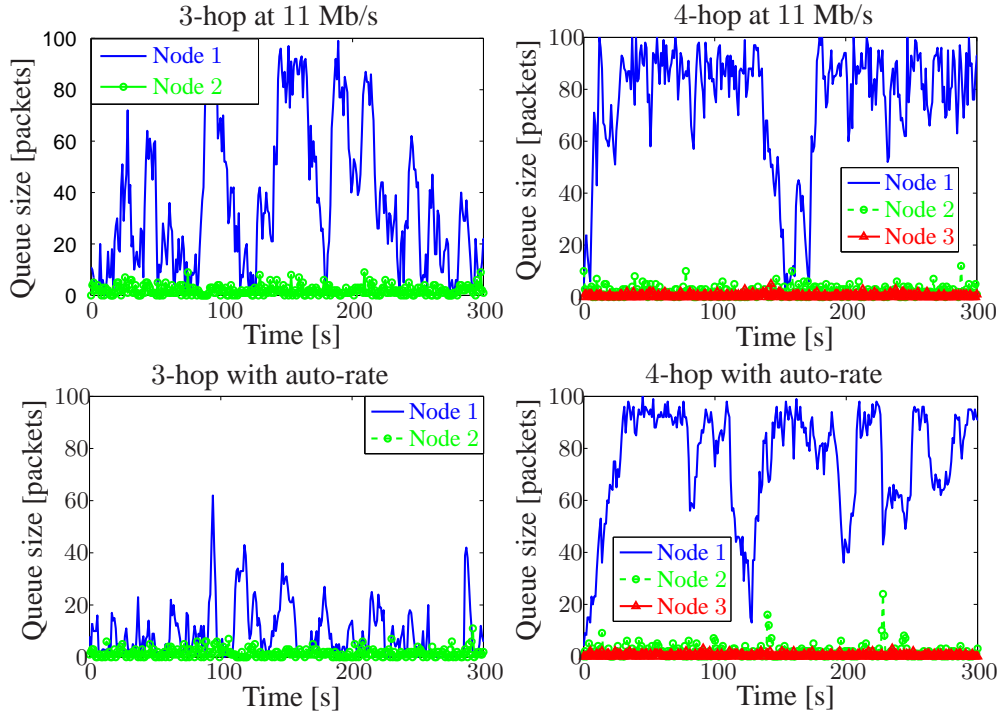 3-hop at 11 Mb/s
Queue size [packets]
100
80
60
40
20
0
Node 1
Node 2
0
100
200
300
Time [s]
4-hop at 11 Mb/s
Queue size [packets]
100
80
60
40
20
0
Node 1
Node 2
Node 3
0
100
200
300
Time [s]
3-hop with auto-rate
Queue size [packets]
100
80
60
40
20
0
Node 1
Node 2
0
100
200
300
Time [s]
4-hop with auto-rate
Queue size [packets]
100
80
60
40
20
0
Node 1
Node 2
Node 3
0
100
200
300
Time [s]